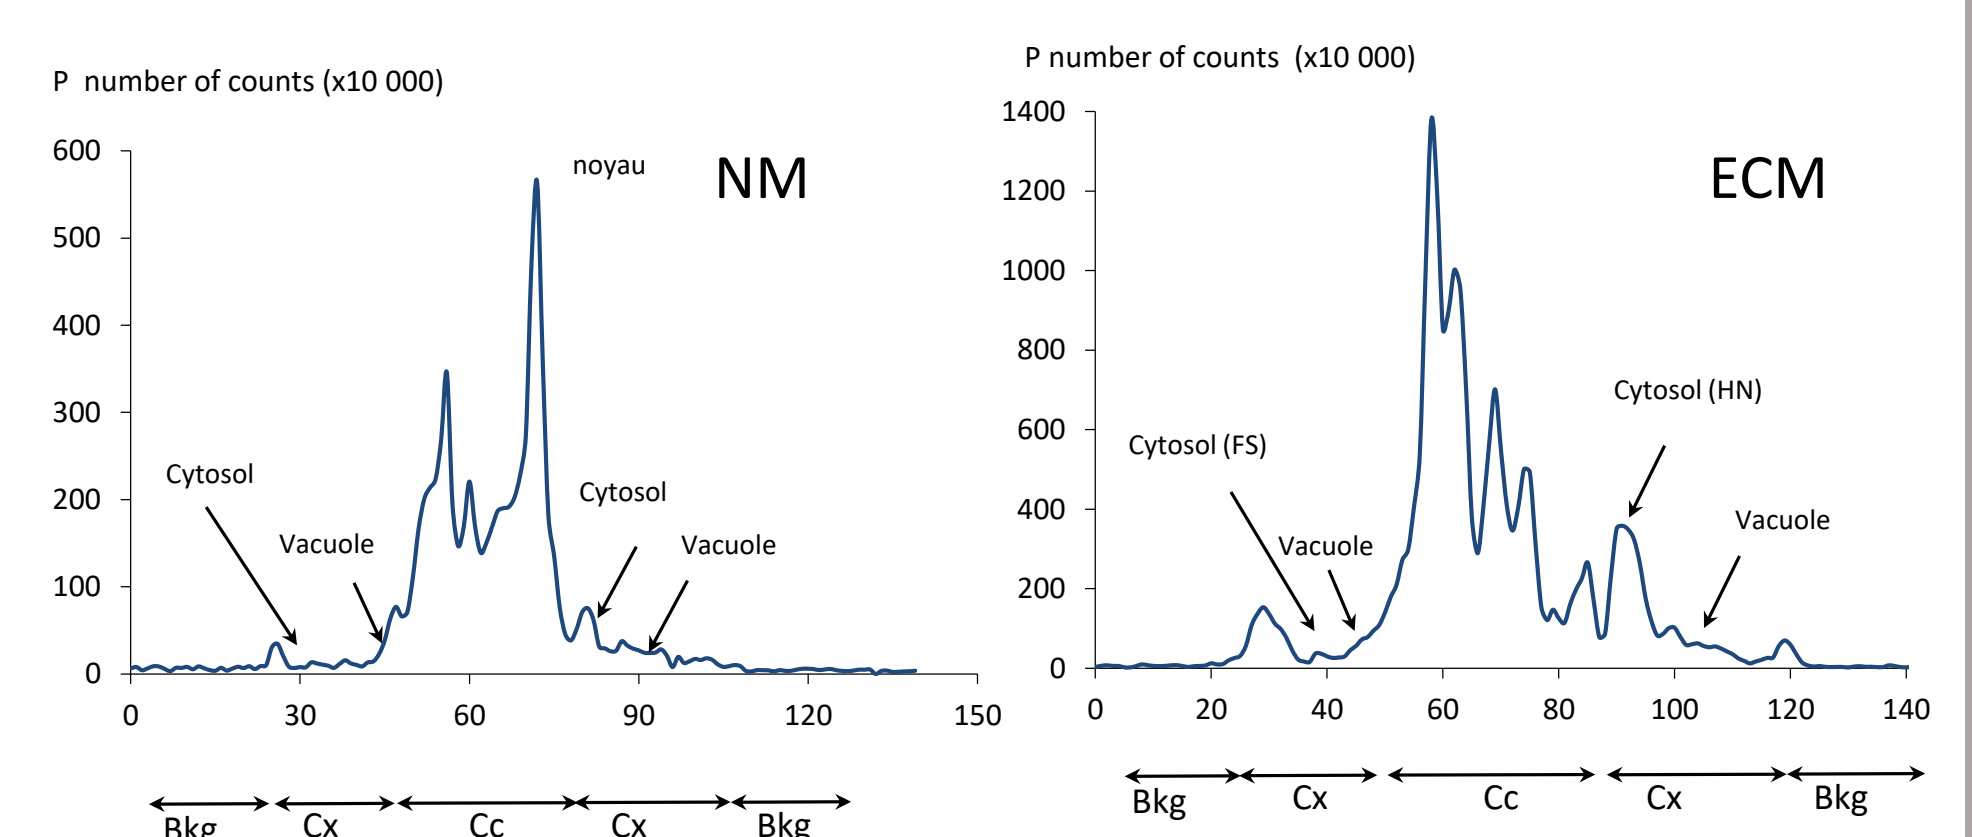 P  number of counts (x10 000)
NM
noyau
600
500
400
300
200
100
0
Cytosol
Vacuole
Cytosol
Vacuole
0 30 60 90 120 150
Bkg Cx Cc Cx Bkg
P number of counts  (x10 000)
ECM
1400
1200
1000
800
600
400
200
0
Cytosol (FS)
Vacuole
Cytosol (HN)
Vacuole
0 20 40 60 80 100 120 140
Bkg Cx Cc Cx Bkg